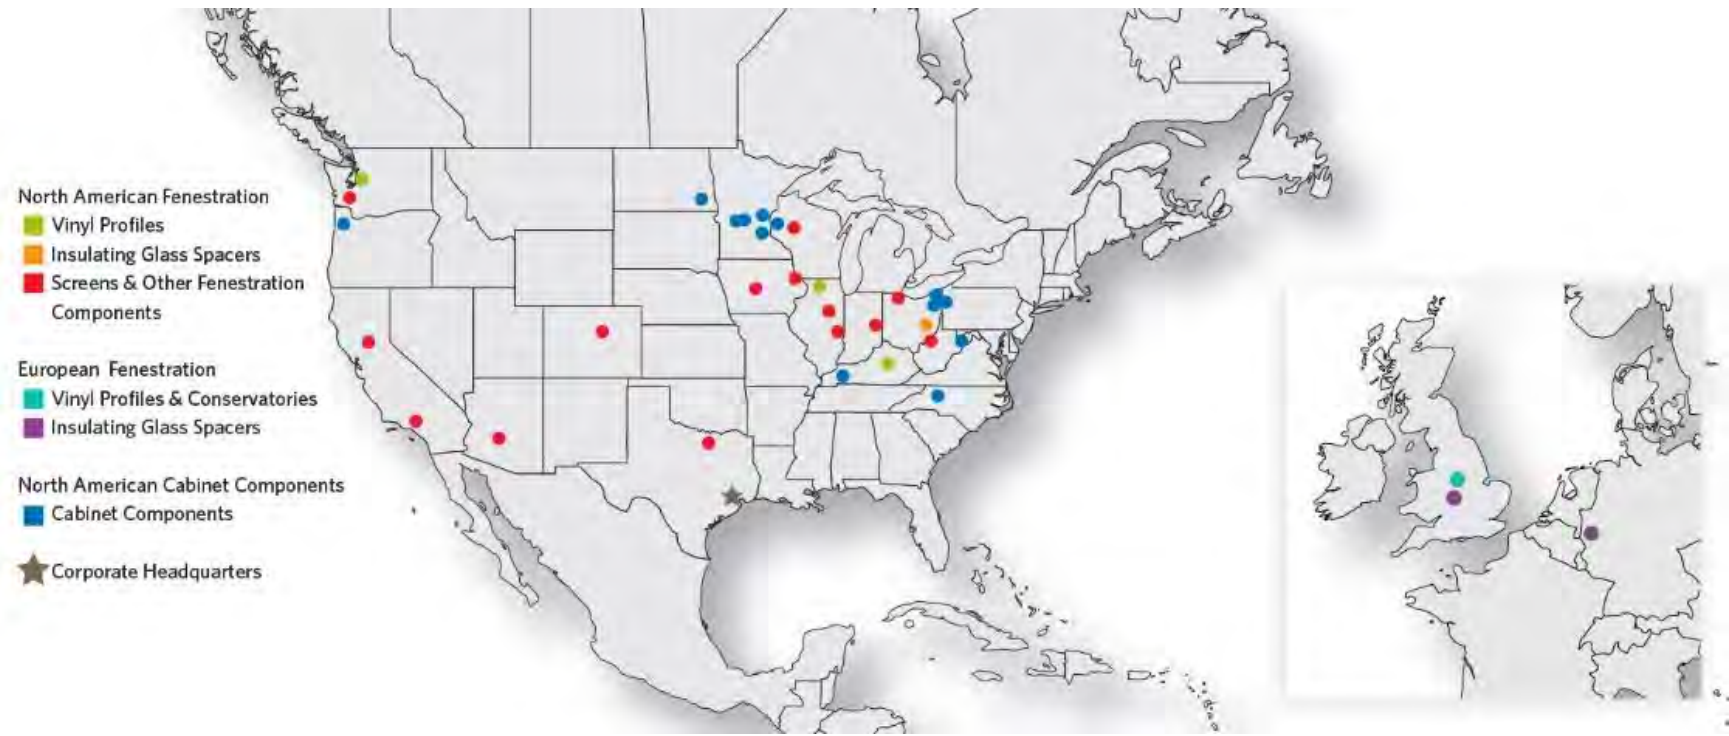 North American Fenestration
Vinyl Profiles
Insulating Glass Spacers
Screens & Other Fenestration
Components
European Fenestration
Vinyl Profiles & Conservatories
Insulating Glass Spacers
North American Cabinet Components
Cabinet Components
Corporate Headquarters